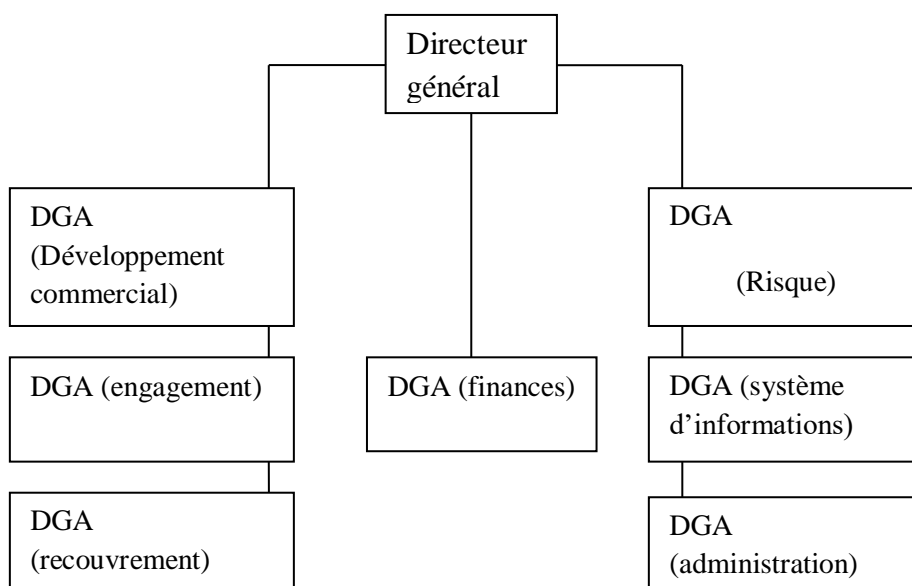 Directeur
général
DGA
(Développement
commercial)
DGA
(Risque)
DGA (engagement)
DGA (finances)
DGA (système
d’informations)
DGA
(recouvrement)
DGA
(administration)